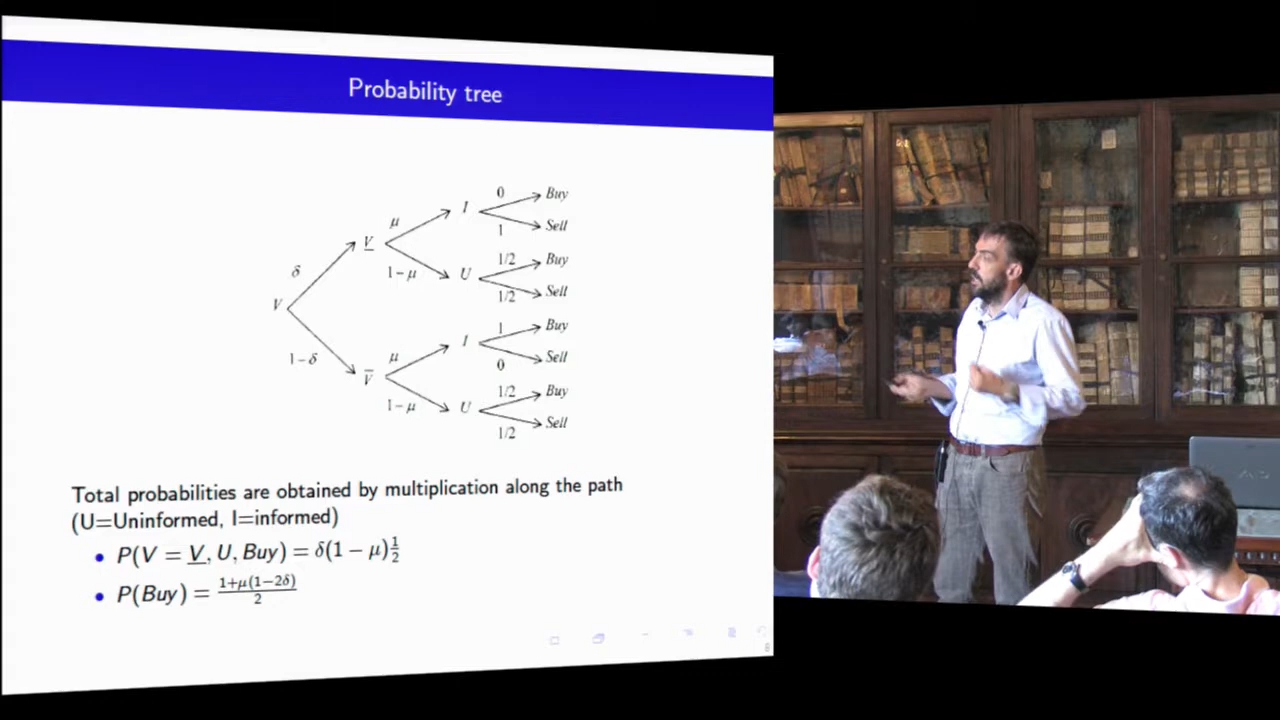 Probability tree
0
Buy
μ
I
1
Sell
V
δ
1−μ
U
1/2
Buy
1/2
Sell
V
1−δ
μ
I
1
Buy
0
Sell
V̅
1−μ
U
1/2
Buy
1/2
Sell
Total probabilities are obtained by multiplication along the path
(U=Uninformed, I=informed)
• P(V = V, U, Buy) = δ(1 − μ)½
• P(Buy) = 1+μ(1−2δ)/2
8